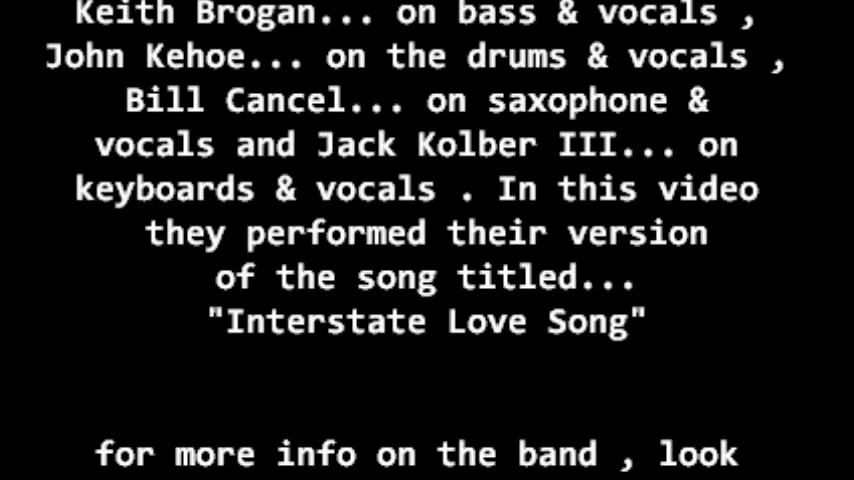 Keith Brogan... on bass & vocals ,
John Kehoe... on the drums & vocals ,
Bill Cancel... on saxophone &
vocals and Jack Kolber III... on
keyboards & vocals . In this video
they performed their version
of the song titled...
"Interstate Love Song"
for more info on the band , look